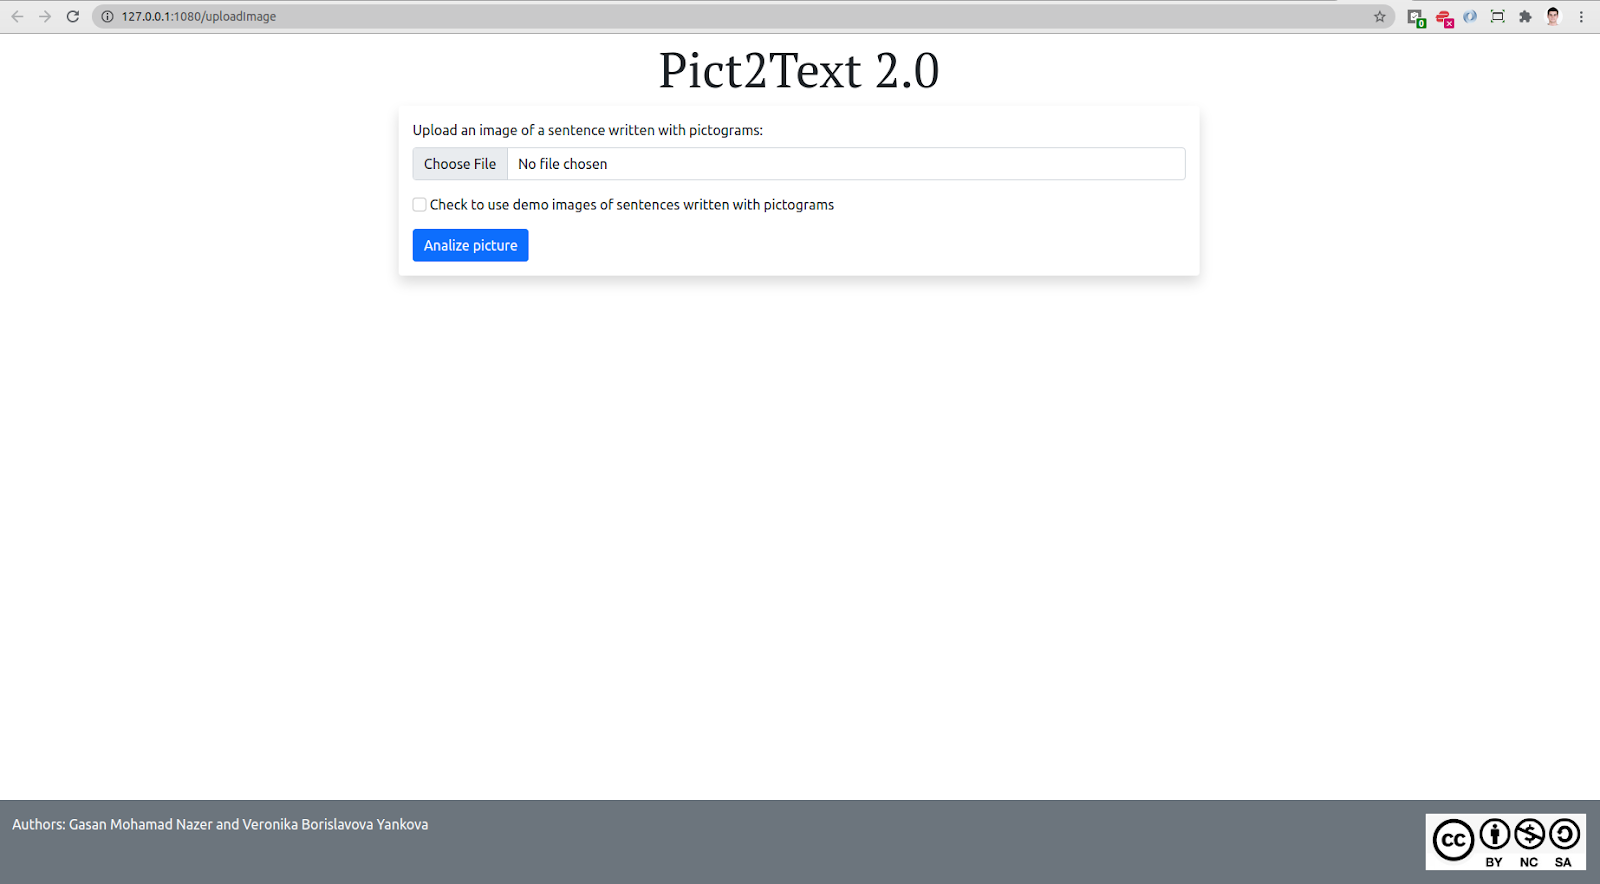 127.0.0.1:1080/uploadImage
0
x
Pict2Text 2.0
Upload an image of a sentence written with pictograms:
Choose File No file chosen
Check to use demo images of sentences written with pictograms
Analize picture
Authors: Gasan Mohamad Nazer and Veronika Borislavova Yankova
cc
BY NC SA